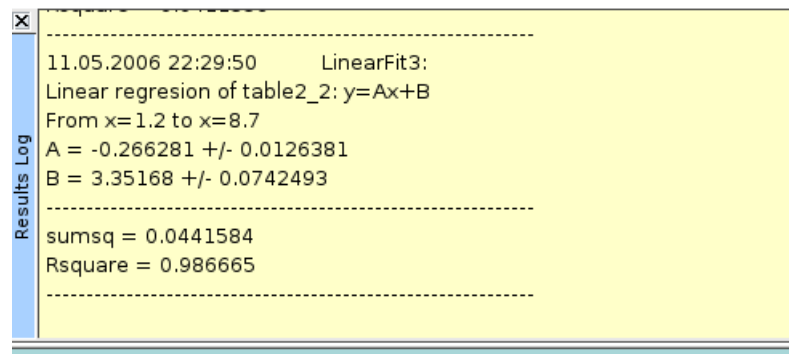 ------------------------------------------------------------
11.05.2006 22:29:50 LinearFit3:
Linear regresion of table2_2: y=Ax+B
From x=1.2 to x=8.7
A = -0.266281 +/- 0.0126381
B = 3.35168 +/- 0.0742493
------------------------------------------------------------
sumsq = 0.0441584
Rsquare = 0.986665
------------------------------------------------------------
Results Log